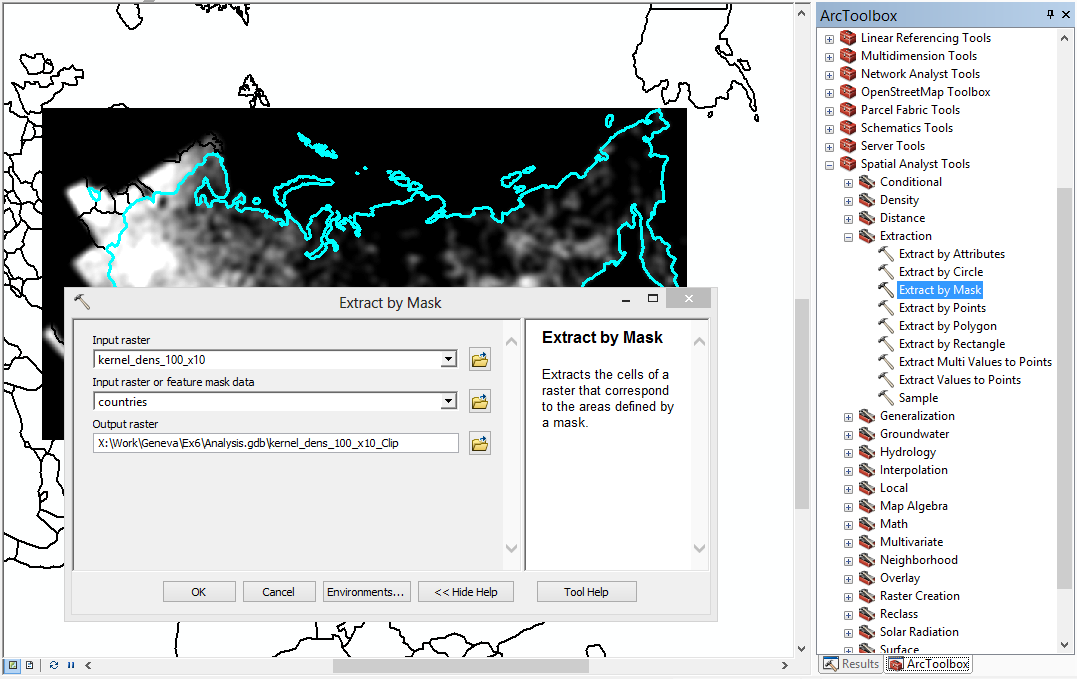 Extract by Mask
Input raster
kernel_dens_100_x10
Input raster or feature mask data
countries
Output raster
X:\Work\Geneva\Ex6\Analysis.gdb\kernel_dens_100_x10_Clip
Extract by Mask
Extracts the cells of a
raster that correspond
to the areas defined by
a mask.
OK
Cancel
Environments...
<< Hide Help
Tool Help
ArcToolbox
Linear Referencing Tools
Multidimension Tools
Network Analyst Tools
OpenStreetMap Toolbox
Parcel Fabric Tools
Schematics Tools
Server Tools
Spatial Analyst Tools
Conditional
Density
Distance
Extraction
Extract by Attributes
Extract by Circle
Extract by Mask
Extract by Points
Extract by Polygon
Extract by Rectangle
Extract Multi Values to Points
Extract Values to Points
Sample
Generalization
Groundwater
Hydrology
Interpolation
Local
Map Algebra
Math
Multivariate
Neighborhood
Overlay
Raster Creation
Reclass
Solar Radiation
Surface
Results
ArcToolbox